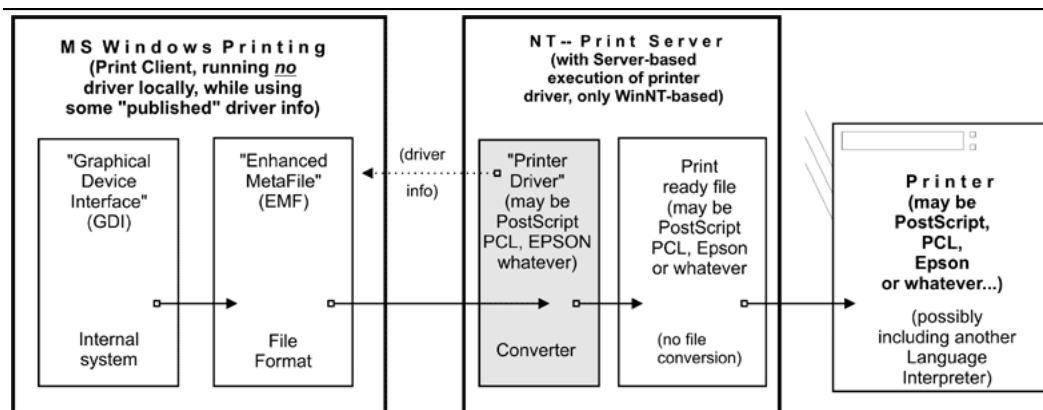 MS Windows Printing
(Print Client, running no
driver locally, while using
some "published" driver info)
"Graphical
Device
Interface"
(GDI)
Internal
system
"Enhanced
MetaFile"
(EMF)
File
Format
(driver
info)
NT-- Print Server
(with Server-based
execution of printer
driver, only WinNT-based)
"Printer
Driver"
(may be
PostScript
PCL, EPSON
whatever)
Converter
Print
ready file
(may be
PostScript
PCL, Epson
or whatever
(no file
conversion)
Printer
(may be
PostScript,
PCL,
Epson
or whatever...)
(possibly
including another
Language
Interpreter)